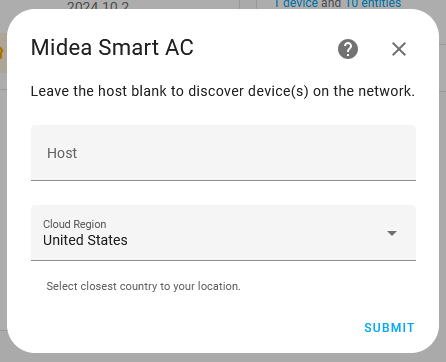 2024.10.2
1 device and 10 entities
Midea Smart AC
Leave the host blank to discover device(s) on the network.
Host
Cloud Region
United States
Select closest country to your location.
SUBMIT